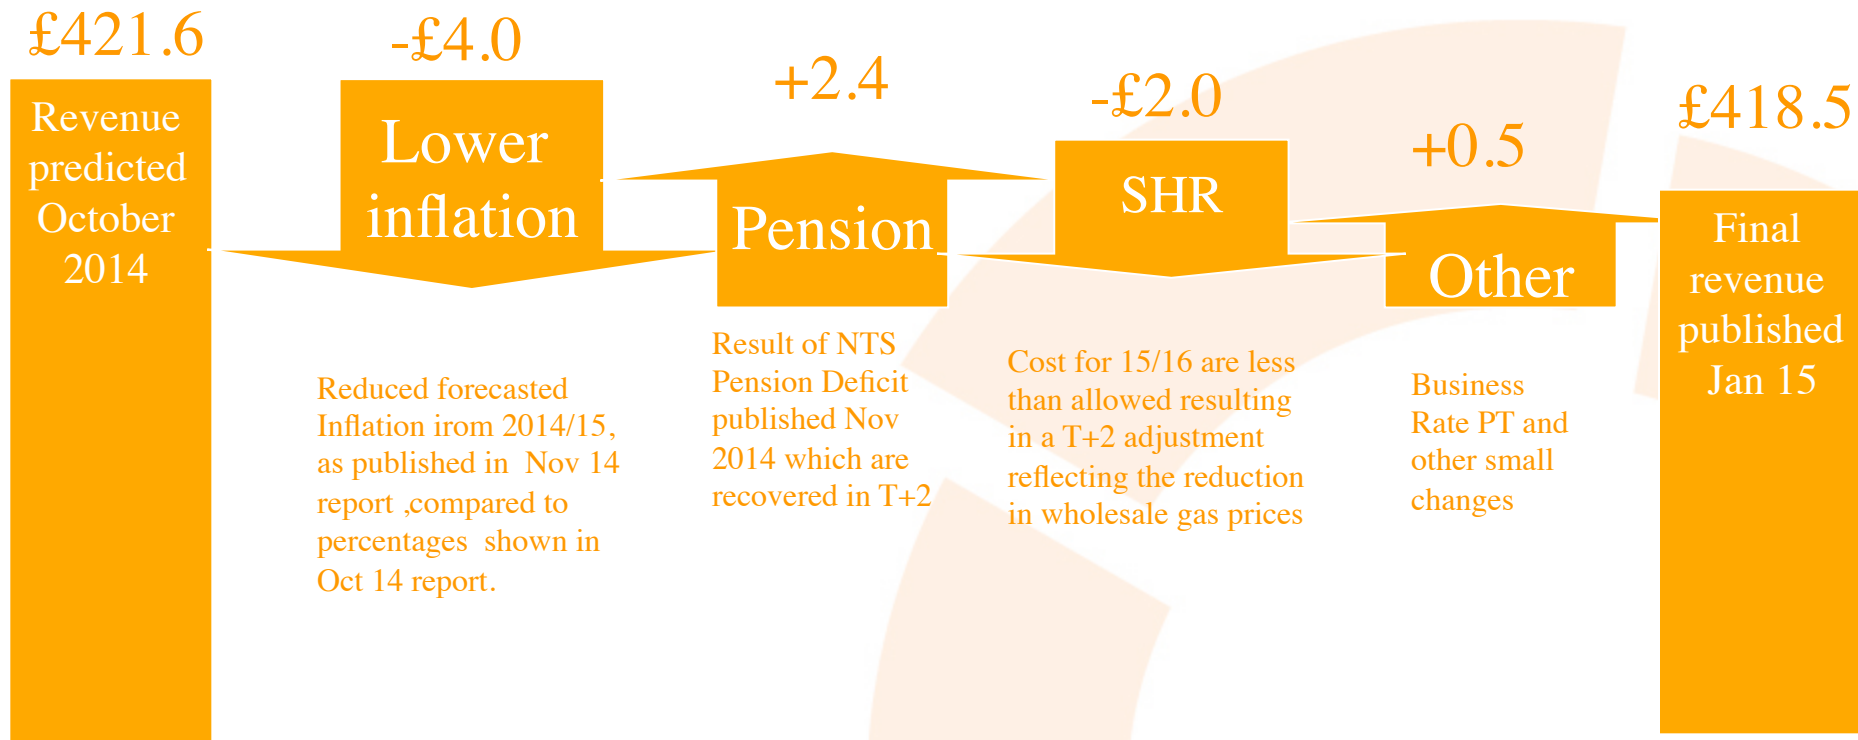 £421.6
Revenue
predicted
October
2014
-£4.0
Lower
inflation
Reduced forecasted
Inflation irom 2014/15,
as published in  Nov 14
report ,compared to
percentages  shown in
Oct 14 report.
+2.4
Pension
Result of NTS
Pension Deficit
published Nov
2014 which are
recovered in T+2
-£2.0
SHR
Cost for 15/16 are less
than allowed resulting
in a T+2 adjustment
reflecting the reduction
in wholesale gas prices
+0.5
Other
Business
Rate PT and
other small
changes
£418.5
Final
revenue
published
Jan 15